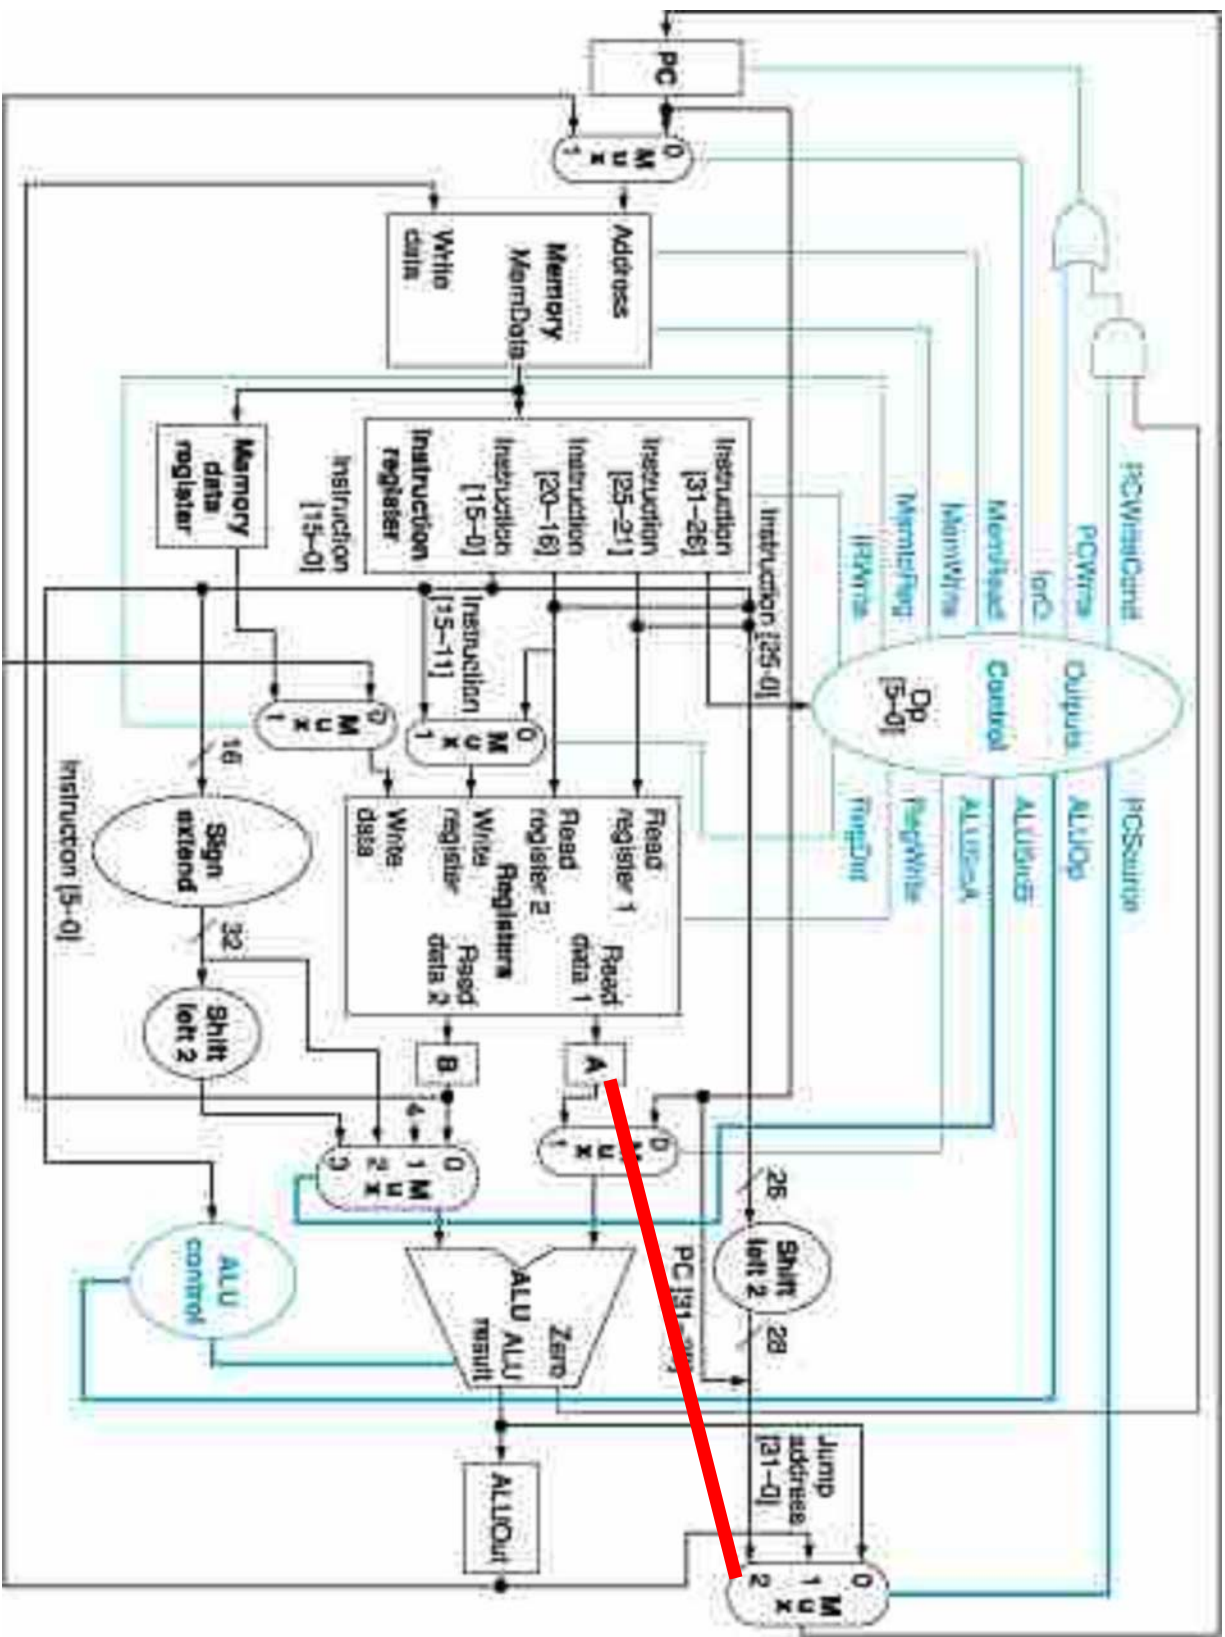 PC
0
M
u
x
1
Address
Memory
MemData
Write
data
Instruction
[31-26]
Instruction
[25-21]
Instruction
[20-16]
Instruction
[15-0]
Instruction
register
Memory
data
register
Instruction
[15-0]
Instruction [25-0]
Instruction
[15-11]
PCWriteCond
PCWrite
IorD
MemRead
MemWrite
MemtoReg
IRWrite
Outputs
Control
Op
[5-0]
PCSource
ALUOp
ALUSrcB
ALUSrcA
RegWrite
RegDst
0
M
u
x
1
0
M
u
x
1
Read
register 1
Read
register 2
Write
register
Write
data
Registers
Read
data 1
Read
data 2
16
Sign
extend
32
Shift
left 2
Instructon [5-0]
A
B
4
0
M
u
x
1
0
1 M
2 u
3 x
26
Shift
left 2
28
ALU
control
Zero
ALU ALU
result
ALUOut
Jump
address
[31-0]
0
1 M
u
2 x